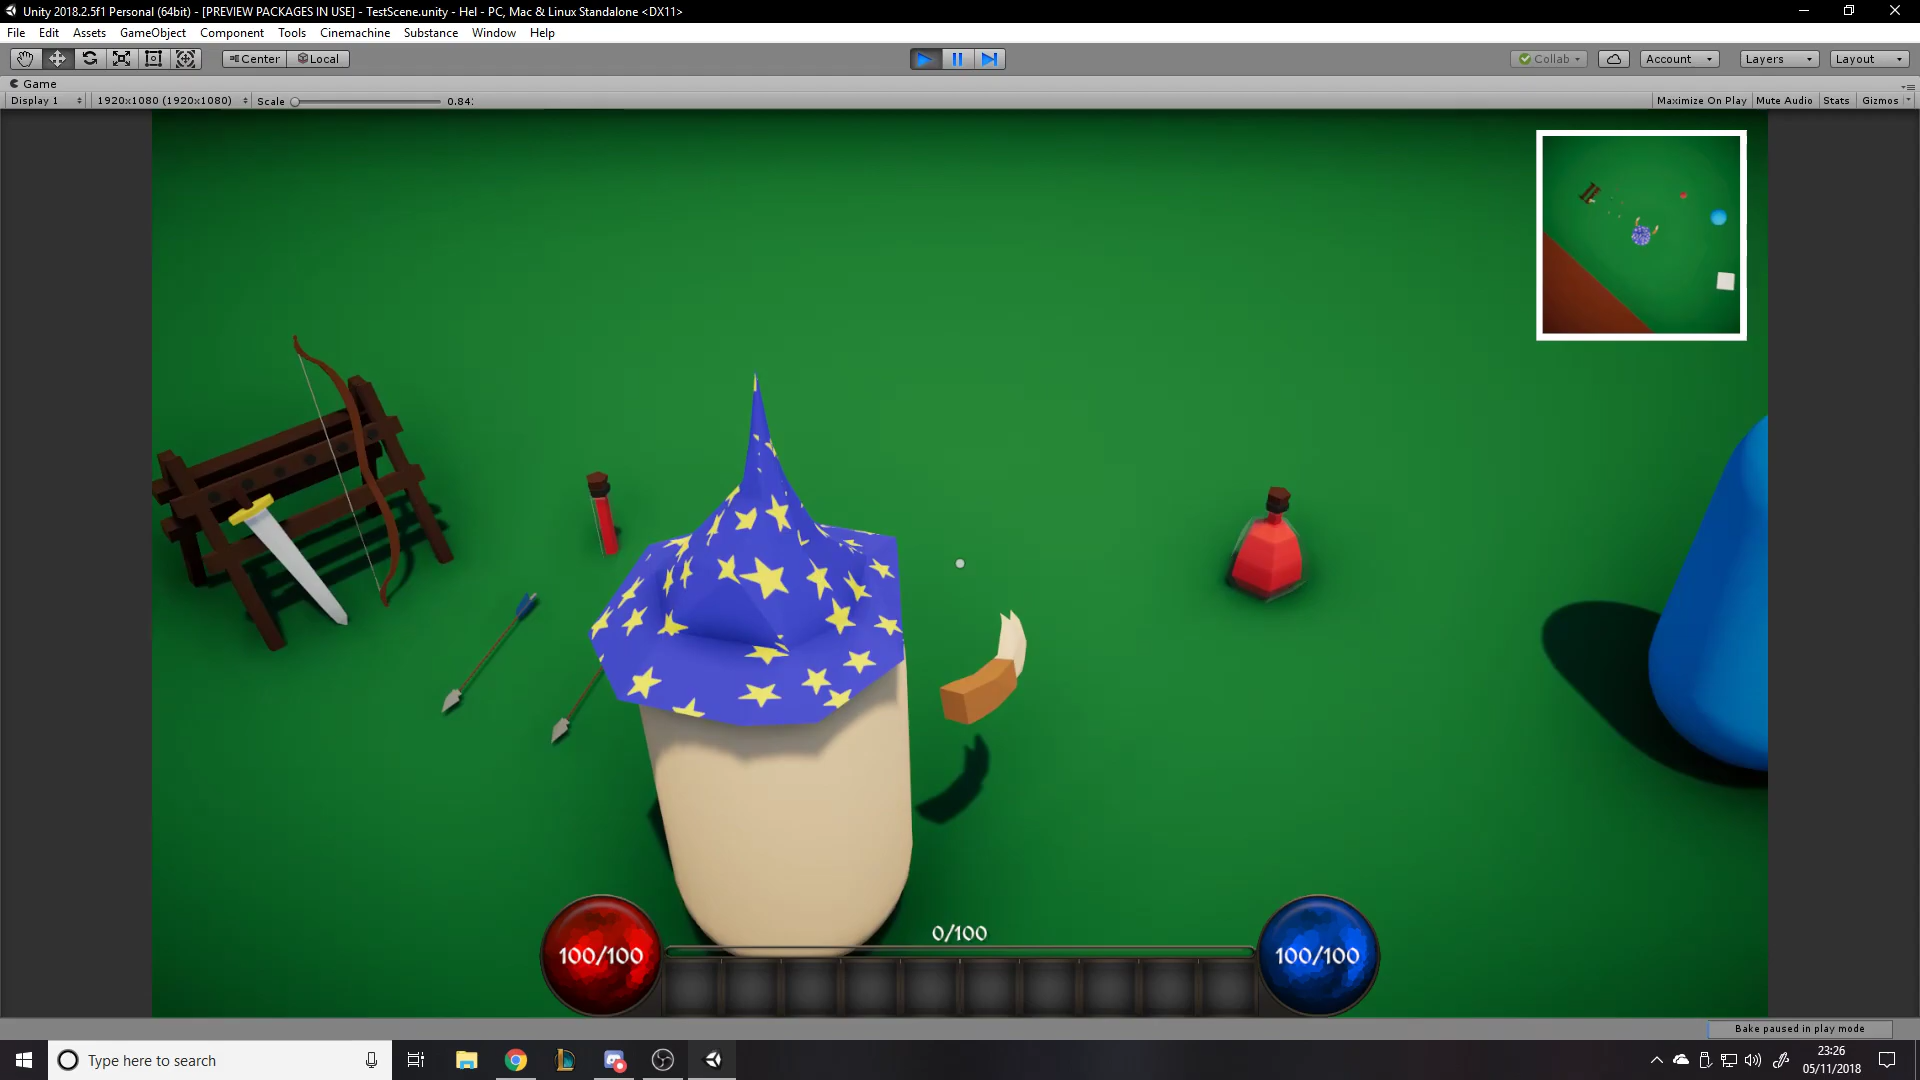 Unity 2018.2.5f1 Personal (64bit) - [PREVIEW PACKAGES IN USE] - TestScene.unity - Hel - PC, Mac & Linux Standalone <DX11>
File Edit Assets GameObject Component Tools Cinemachine Substance Window Help
Center Local Collab Account Layers Layout
Game
Display 1 1920x1080 (1920x1080) Scale 0.84: Maximize On Play Mute Audio Stats Gizmos
0/100
100/100 100/100
Bake paused in play mode
Type here to search
23:26
05/11/2018